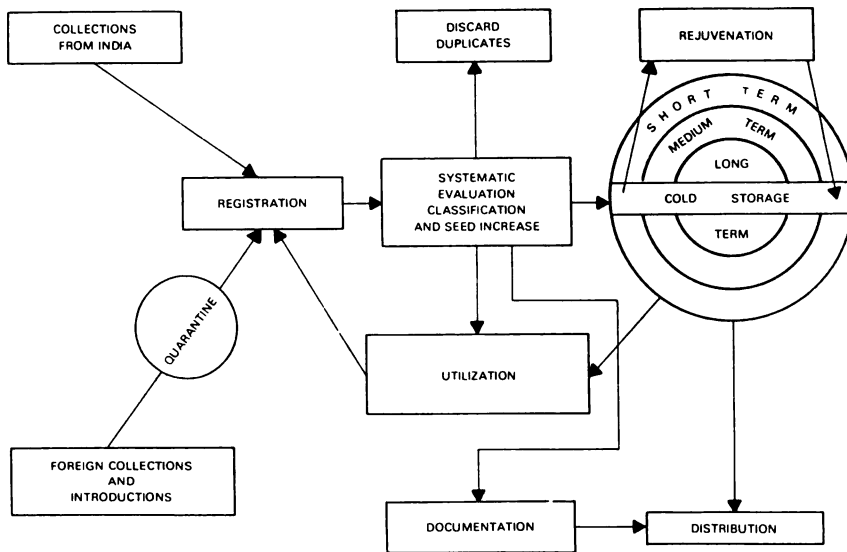 COLLECTIONS
FROM INDIA
DISCARD
DUPLICATES
REJUVENATION
SHORT TERM
MEDIUM TERM
LONG
COLD STORAGE
TERM
REGISTRATION
SYSTEMATIC
EVALUATION
CLASSIFICATION
AND SEED INCREASE
QUARANTINE
UTILIZATION
FOREIGN COLLECTIONS
AND
INTRODUCTIONS
DOCUMENTATION
DISTRIBUTION